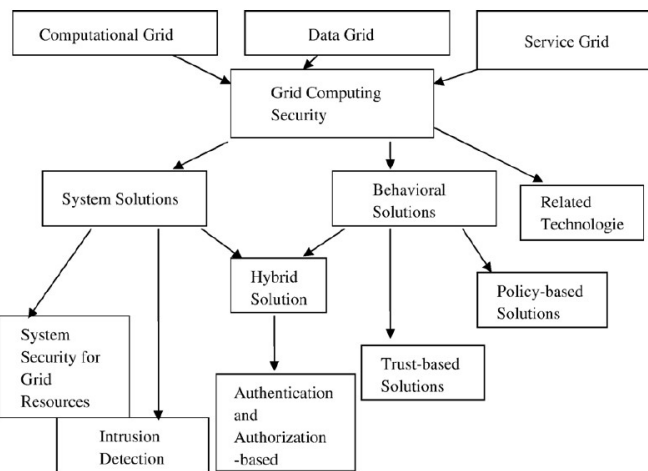 Computational Grid
Data Grid
Service Grid
Grid Computing
Security
System Solutions
Behavioral
Solutions
Related
Technologie
Hybrid
Solution
Policy-based
Solutions
System
Security for
Grid
Resources
Trust-based
Solutions
Authentication
and
Authorization
-based
Intrusion
Detection